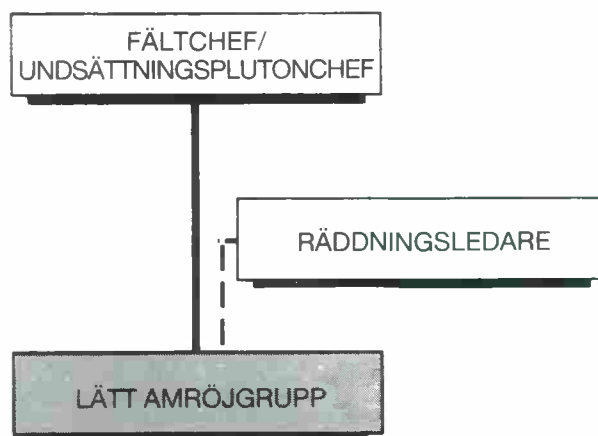 FÄLTCHEF/
UNDSÄTTNINGSPLUTONCHEF
RÄDDNINGSLEDARE
LÄTT AMRÖJGRUPP